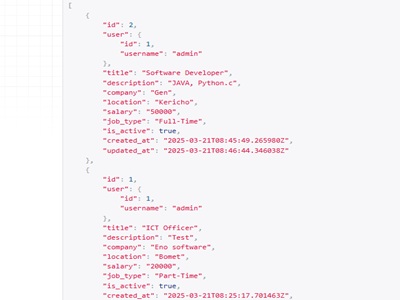 [
{
"id": 2,
"user": {
"id": 1,
"username": "admin"
},
"title": "Software Developer",
"description": "JAVA, Python.c",
"company": "Gen",
"location": "Kericho",
"salary": "50000",
"job_type": "Full-Time",
"is_active": true,
"created_at": "2025-03-21T08:45:49.265980Z",
"updated_at": "2025-03-21T08:46:44.346038Z"
},
{
"id": 1,
"user": {
"id": 1,
"username": "admin"
},
"title": "ICT Officer",
"description": "Test",
"company": "Eno software",
"location": "Bomet",
"salary": "20000",
"job_type": "Part-Time",
"is_active": true,
"created_at": "2025-03-21T08:25:17.701463Z",